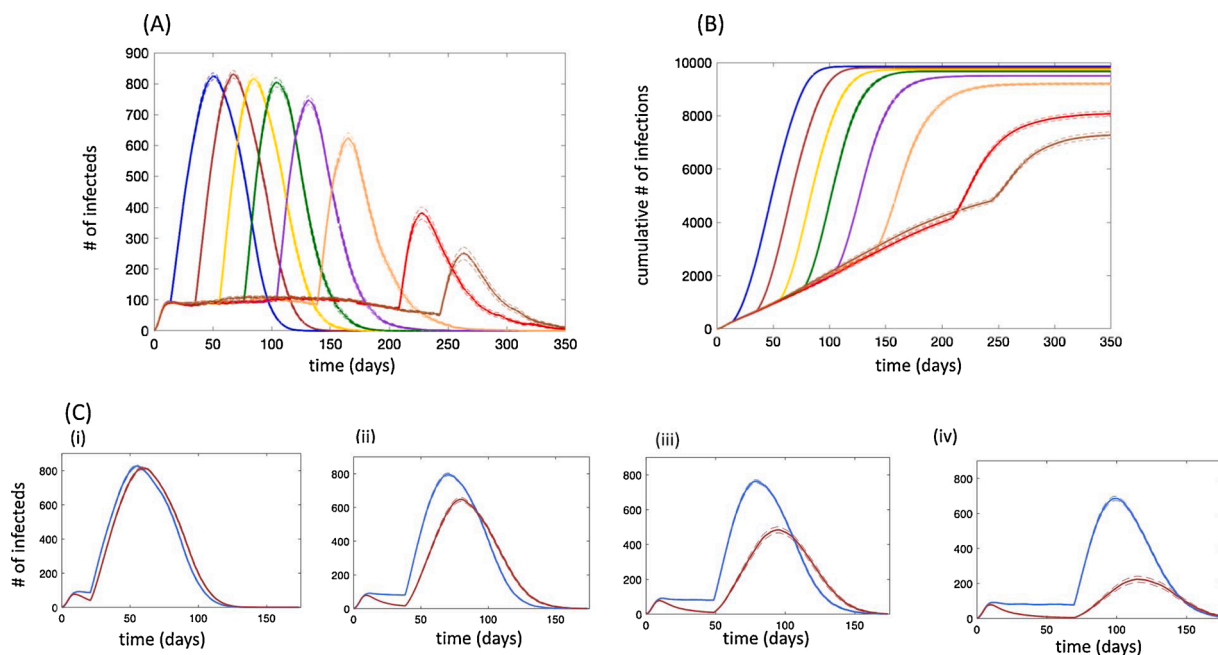 (A)
# of infecteds
900
800
700
600
500
400
300
200
100
0
0 50 100 150 200 250 300 350
time (days)
(B)
cumulative # of infections
10000
8000
6000
4000
2000
0
0 50 100 150 200 250 300 350
time (days)
(C)
(i)
# of infecteds
800
600
400
200
0
0 50 100 150
time (days)
(ii)
800
600
400
200
0
0 50 100 150
time (days)
(iii)
800
600
400
200
0
0 50 100 150
time (days)
(iv)
800
600
400
200
0
0 50 100 150
time (days)